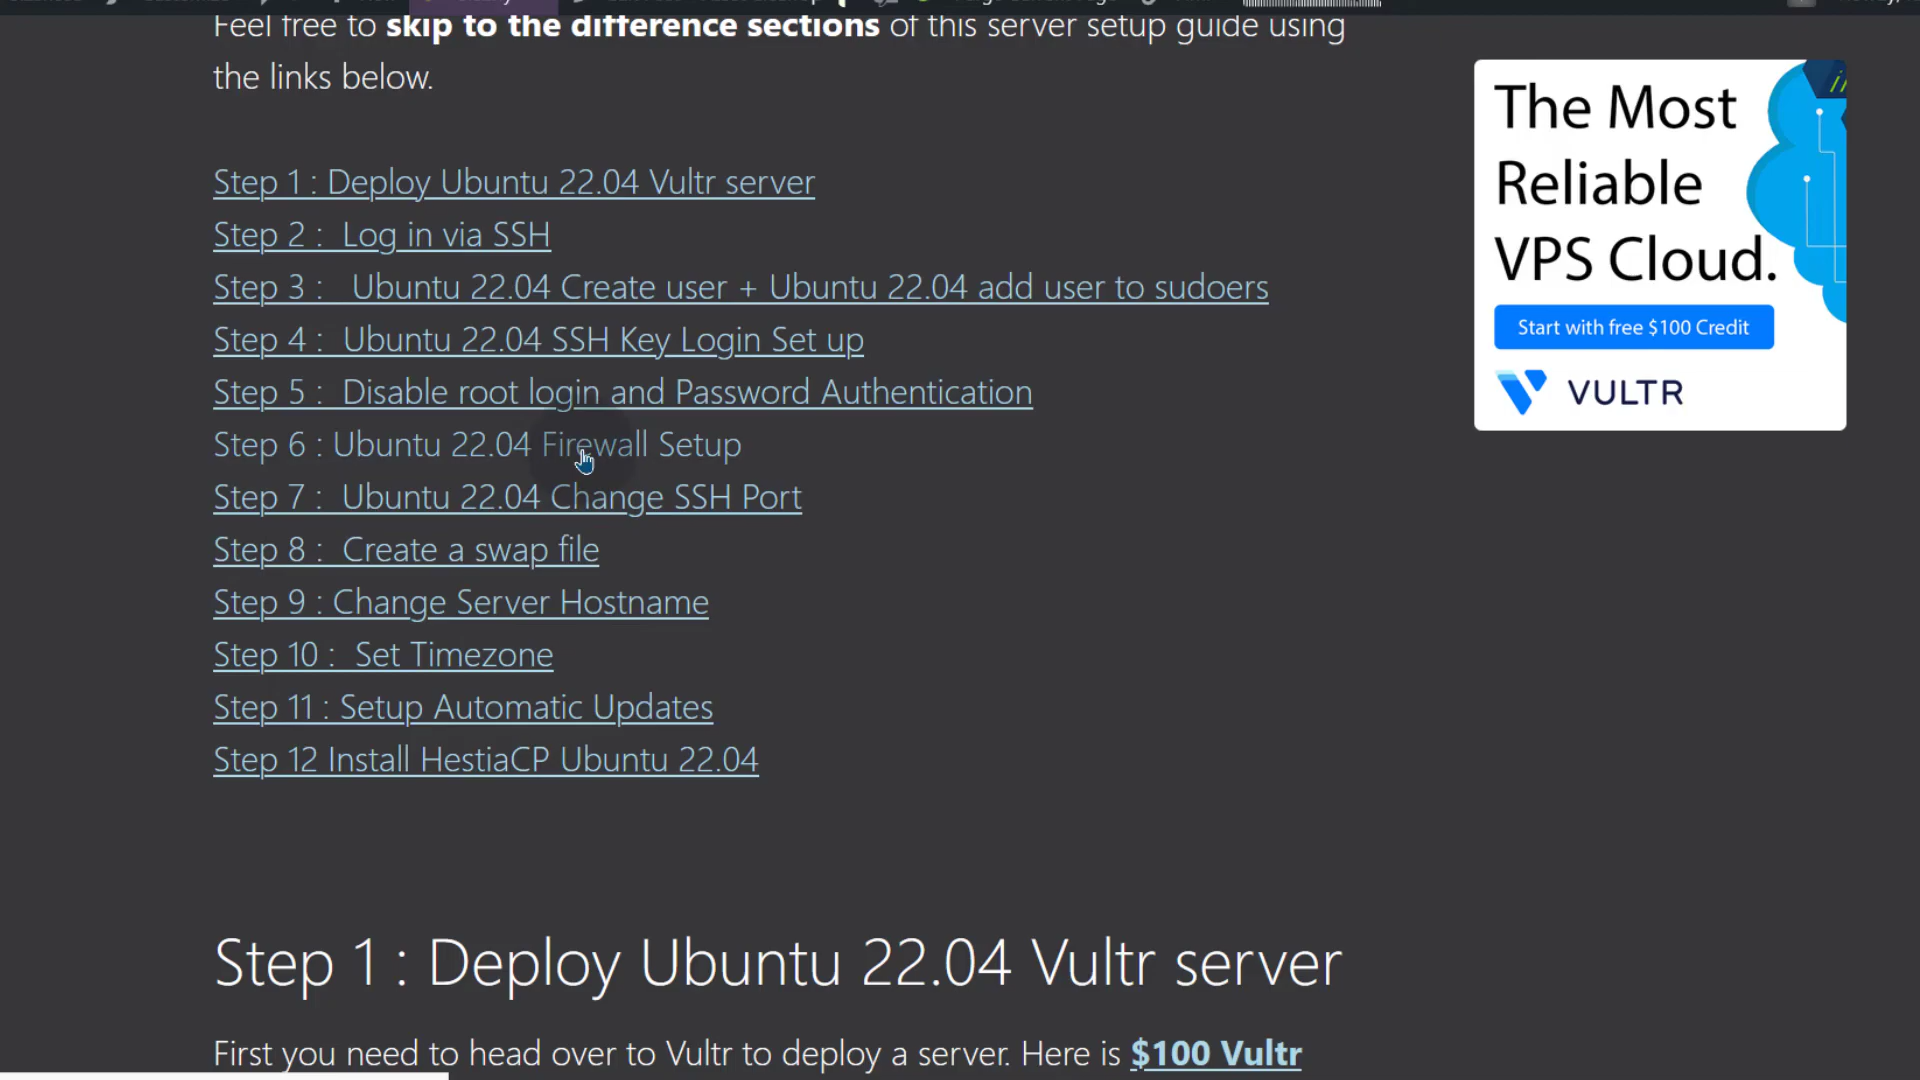 Feel free to skip to the difference sections of this server setup guide using
the links below.
Step 1 : Deploy Ubuntu 22.04 Vultr server
Step 2 : Log in via SSH
Step 3 : Ubuntu 22.04 Create user + Ubuntu 22.04 add user to sudoers
Step 4 : Ubuntu 22.04 SSH Key Login Set up
Step 5 : Disable root login and Password Authentication
Step 6 : Ubuntu 22.04 Firewall Setup
Step 7 : Ubuntu 22.04 Change SSH Port
Step 8 : Create a swap file
Step 9 : Change Server Hostname
Step 10 : Set Timezone
Step 11 : Setup Automatic Updates
Step 12 Install HestiaCP Ubuntu 22.04
Step 1 : Deploy Ubuntu 22.04 Vultr server
First you need to head over to Vultr to deploy a server. Here is $100 Vultr
The Most
Reliable
VPS Cloud.
Start with free $100 Credit
VULTR